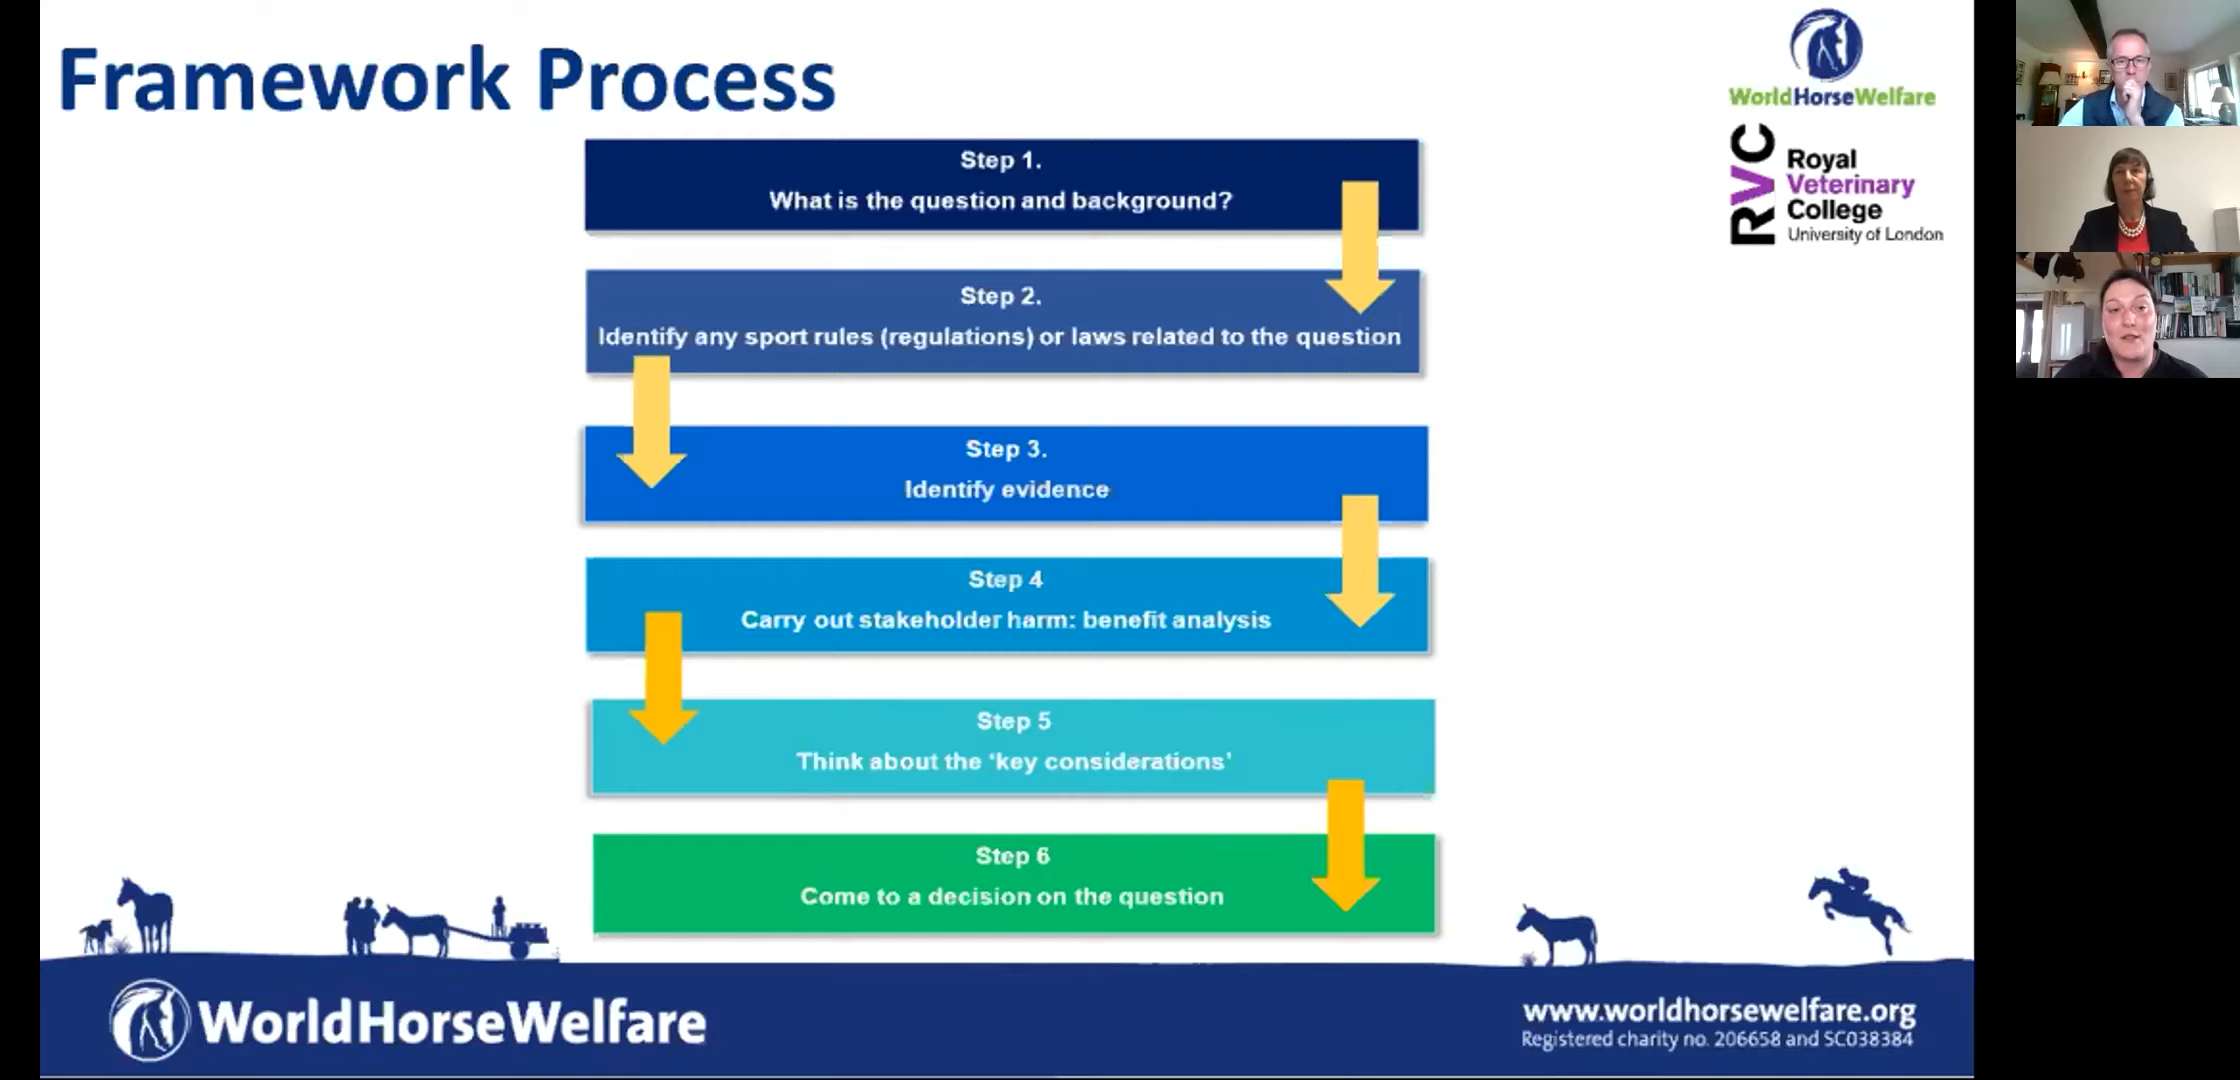 Framework Process
WorldHorseWelfare
RVC
Royal
Veterinary
College
University of London
Step 1.
What is the question and background?
Step 2.
Identify any sport rules (regulations) or laws related to the question
Step 3.
Identify evidence
Step 4
Carry out stakeholder harm: benefit analysis
Step 5
Think about the ‘key considerations’
Step 6
Come to a decision on the question
WorldHorseWelfare
www.worldhorsewelfare.org
Registered charity no. 206658 and SC038384